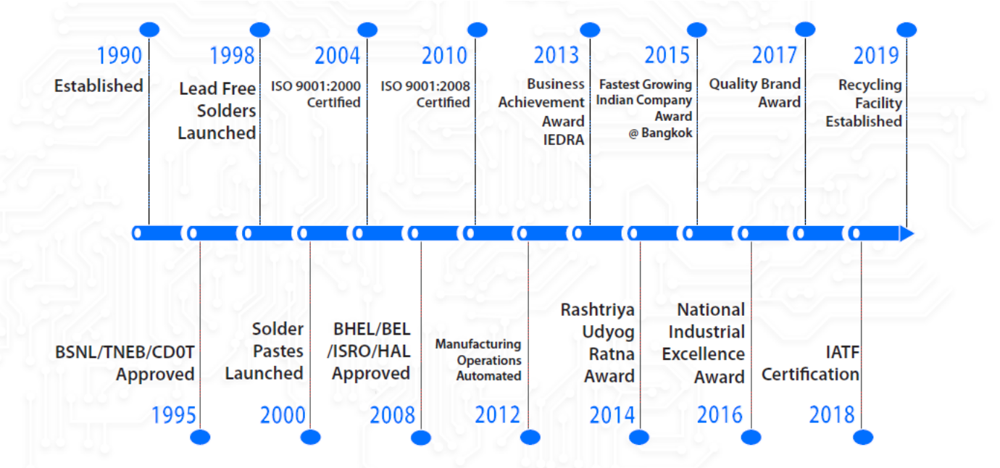 1990
Established
1998
Lead Free
Solders
Launched
2004
ISO 9001:2000
Certified
2010
ISO 9001:2008
Certified
2013
Business
Achievement
Award
IEDRA
2015
Fastest Growing
Indian Company
Award
@ Bangkok
2017
Quality Brand
Award
2019
Recycling
Facility
Established
BSNL/TNEB/CD0T
Approved
1995
Solder
Pastes
Launched
2000
BHEL/BEL
/ISRO/HAL
Approved
2008
Manufacturing
Operations
Automated
2012
Rashtriya
Udyog
Ratna
Award
2014
National
Industrial
Excellence
Award
2016
IATF
Certification
2018